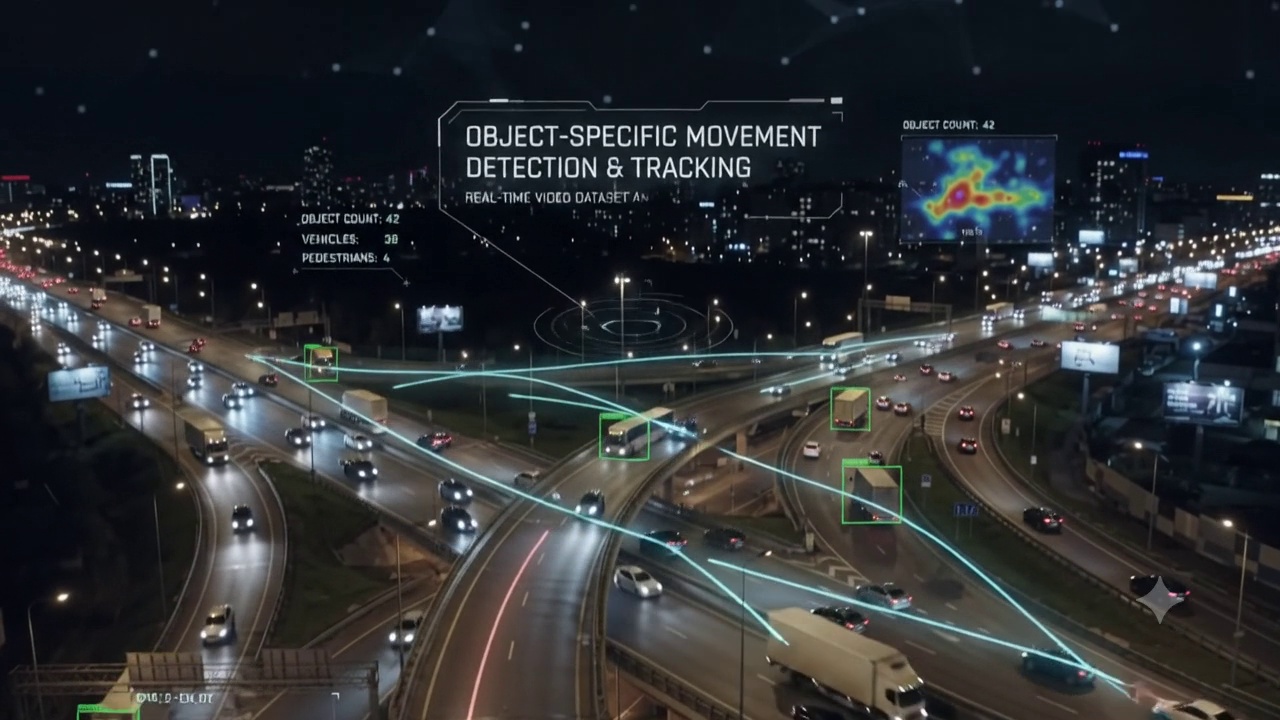 OBJECT-SPECIFIC MOVEMENT
DETECTION & TRACKING
REAL-TIME VIDEO DATASET AN
OBJECT COUNT: 42
OBJECT COUNT: 42
VEHICLES: 38
PEDESTRIANS: 4